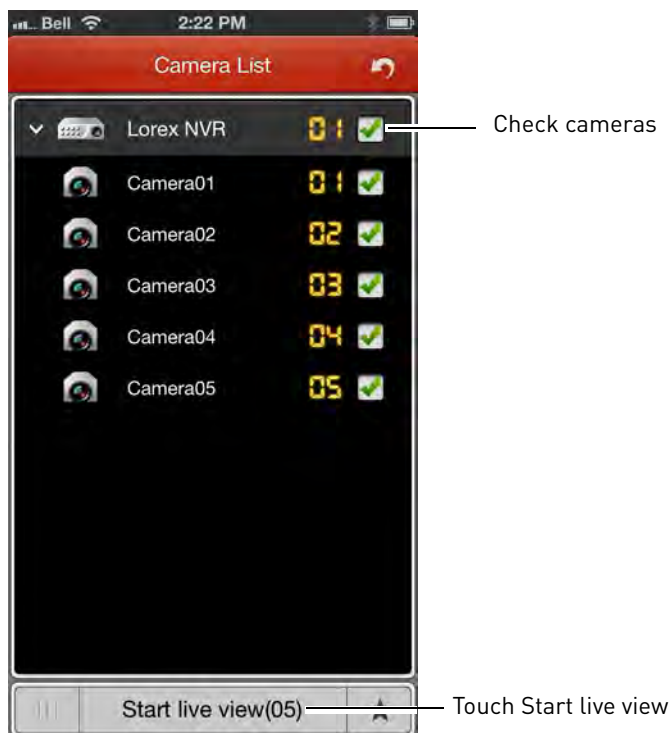 Bell 2:22 PM
Camera List
Lorex NVR 01 Check cameras
Camera01 01
Camera02 02
Camera03 03
Camera04 04
Camera05 05
Start live view(05) Touch Start live view